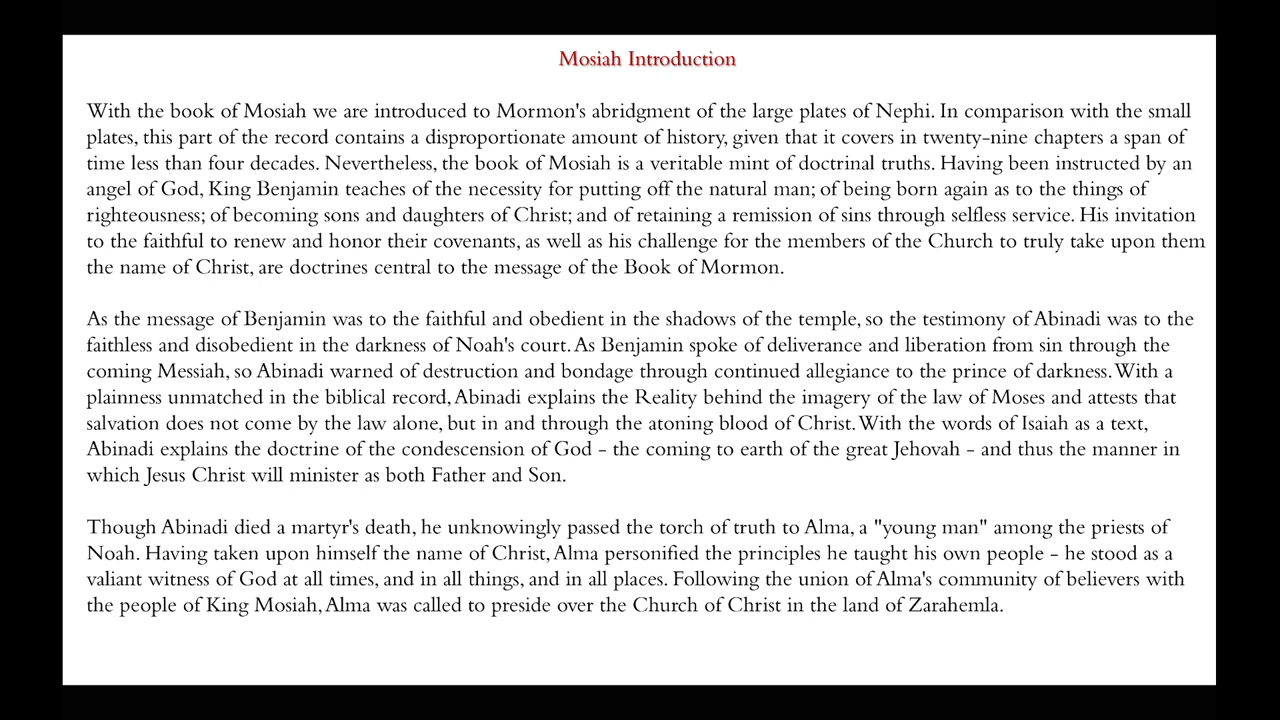 Mosiah Introduction
With the book of Mosiah we are introduced to Mormon's abridgment of the large plates of Nephi. In comparison with the small
plates, this part of the record contains a disproportionate amount of history, given that it covers in twenty-nine chapters a span of
time less than four decades. Nevertheless, the book of Mosiah is a veritable mint of doctrinal truths. Having been instructed by an
angel of God, King Benjamin teaches of the necessity for putting off the natural man; of being born again as to the things of
righteousness; of becoming sons and daughters of Christ; and of retaining a remission of sins through selfless service. His invitation
to the faithful to renew and honor their covenants, as well as his challenge for the members of the Church to truly take upon them
the name of Christ, are doctrines central to the message of the Book of Mormon.
As the message of Benjamin was to the faithful and obedient in the shadows of the temple, so the testimony of Abinadi was to the
faithless and disobedient in the darkness of Noah's court. As Benjamin spoke of deliverance and liberation from sin through the
coming Messiah, so Abinadi warned of destruction and bondage through continued allegiance to the prince of darkness. With a
plainness unmatched in the biblical record, Abinadi explains the Reality behind the imagery of the law of Moses and attests that
salvation does not come by the law alone, but in and through the atoning blood of Christ. With the words of Isaiah as a text,
Abinadi explains the doctrine of the condescension of God - the coming to earth of the great Jehovah - and thus the manner in
which Jesus Christ will minister as both Father and Son.
Though Abinadi died a martyr's death, he unknowingly passed the torch of truth to Alma, a "young man" among the priests of
Noah. Having taken upon himself the name of Christ, Alma personified the principles he taught his own people - he stood as a
valiant witness of God at all times, and in all things, and in all places. Following the union of Alma's community of believers with
the people of King Mosiah, Alma was called to preside over the Church of Christ in the land of Zarahemla.